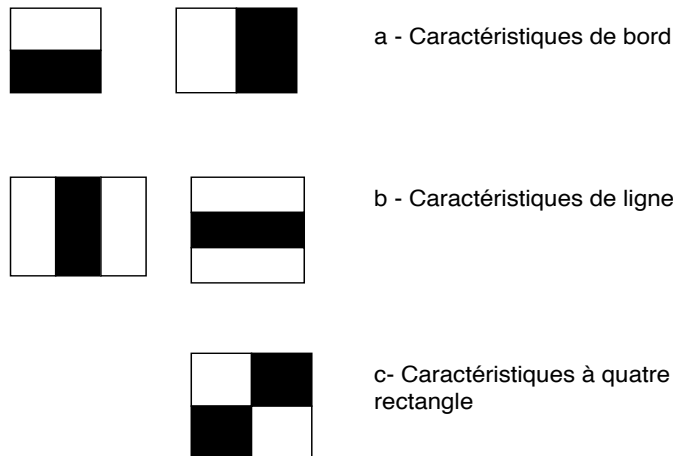 a - Caractéristiques de bord
b - Caractéristiques de ligne
c- Caractéristiques à quatre
rectangle